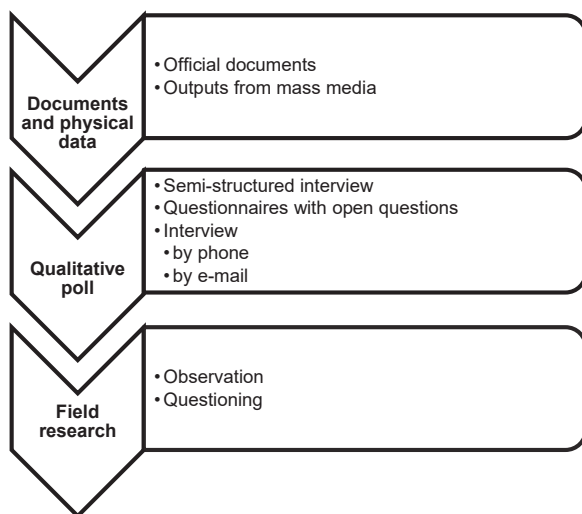 Documents
and physical
data
• Official documents
• Outputs from mass media
Qualitative
poll
• Semi-structured interview
• Questionnaires with open questions
• Interview
• by phone
• by e-mail
Field
research
• Observation
• Questioning